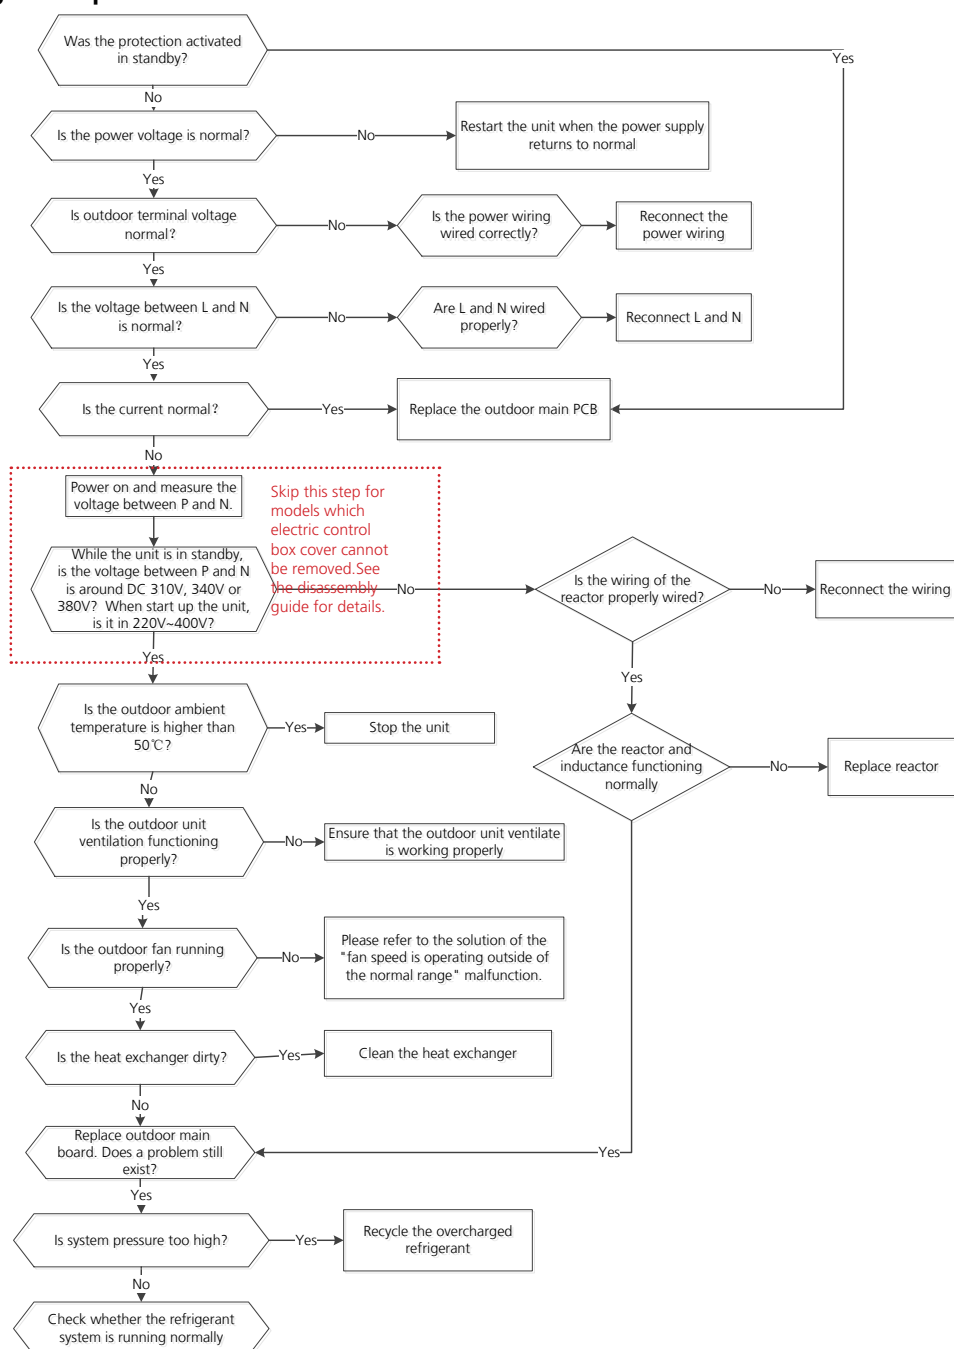 Was the protection activated
in standby?
Yes
No
Is the power voltage is normal?
No
Restart the unit when the power supply
returns to normal
Yes
Is outdoor terminal voltage
normal?
No
Is the power wiring
wired correctly?
Reconnect the
power wiring
Yes
Is the voltage between L and N
is normal?
No
Are L and N wired
properly?
Reconnect L and N
Yes
Is the current normal?
Yes
Replace the outdoor main PCB
No
Power on and measure the
voltage between P and N.
Skip this step for
models which
electric control
box cover cannot
be removed.See
the disassembly
guide for details.
While the unit is in standby,
is the voltage between P and N
is around DC 310V, 340V or
380V? When start up the unit,
is it in 220V~400V?
No
Is the wiring of the
reactor properly wired?
No
Reconnect the wiring
Yes
Yes
Is the outdoor ambient
temperature is higher than
50℃?
Yes
Stop the unit
Are the reactor and
inductance functioning
normally
No
Replace reactor
No
Is the outdoor unit
ventilation functioning
properly?
No
Ensure that the outdoor unit ventilate
is working properly
Yes
Is the outdoor fan running
properly?
No
Please refer to the solution of the
"fan speed is operating outside of
the normal range" malfunction.
Yes
Is the heat exchanger dirty?
Yes
Clean the heat exchanger
No
Replace outdoor main
board. Does a problem still
exist?
Yes
Yes
Is system pressure too high?
Yes
Recycle the overcharged
refrigerant
No
Check whether the refrigerant
system is running normally